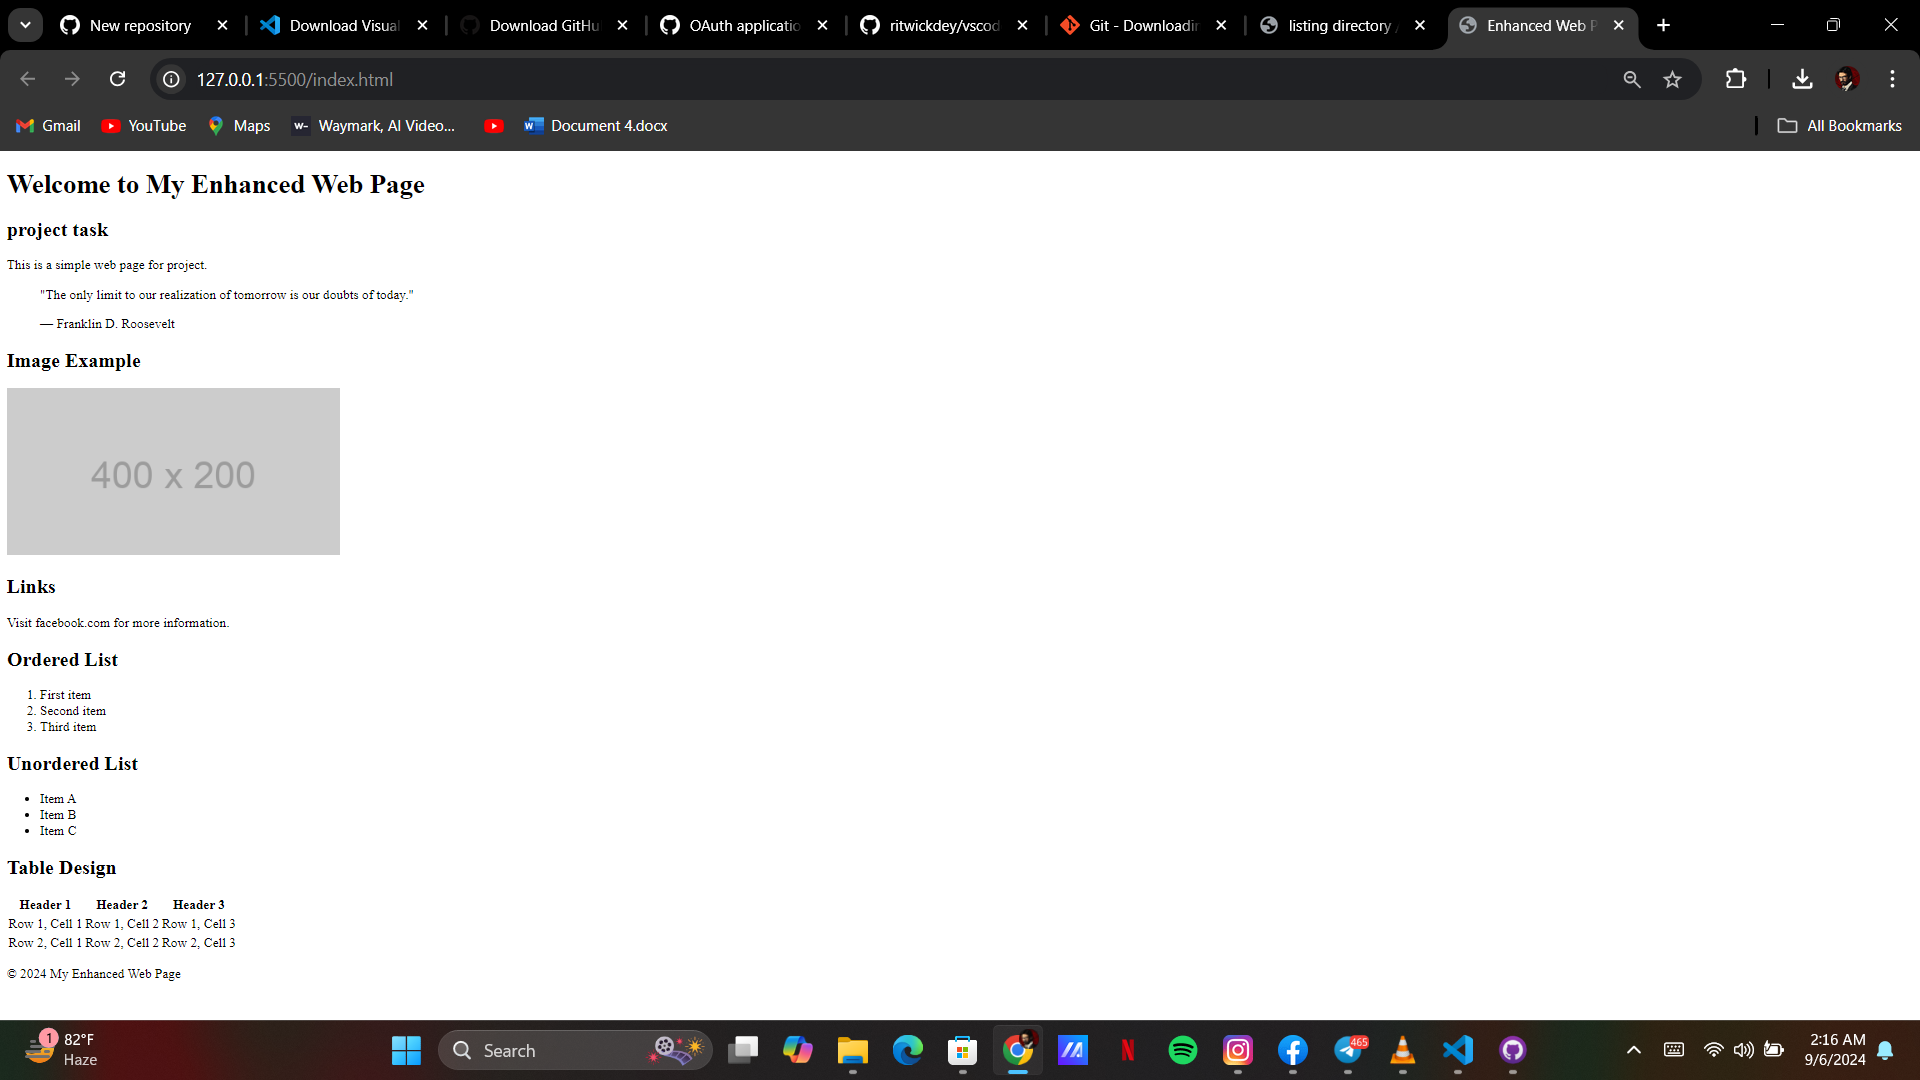 New repository
Download Visual
Download GitHu
OAuth applicatio
ritwickdey/vscod
Git - Downloadin
listing directory /
Enhanced Web P
127.0.0.1:5500/index.html
Gmail
YouTube
Maps
W-
Waymark, AI Video...
Document 4.docx
All Bookmarks
Welcome to My Enhanced Web Page
project task
This is a simple web page for project.
"The only limit to our realization of tomorrow is our doubts of today."
— Franklin D. Roosevelt
Image Example
400 x 200
Links
Visit facebook.com for more information.
Ordered List
1. First item
2. Second item
3. Third item
Unordered List
• Item A
• Item B
• Item C
Table Design
Header 1 Header 2 Header 3
Row 1, Cell 1 Row 1, Cell 2 Row 1, Cell 3
Row 2, Cell 1 Row 2, Cell 2 Row 2, Cell 3
© 2024 My Enhanced Web Page
1
82°F
Haze
Search
465
2:16 AM
9/6/2024